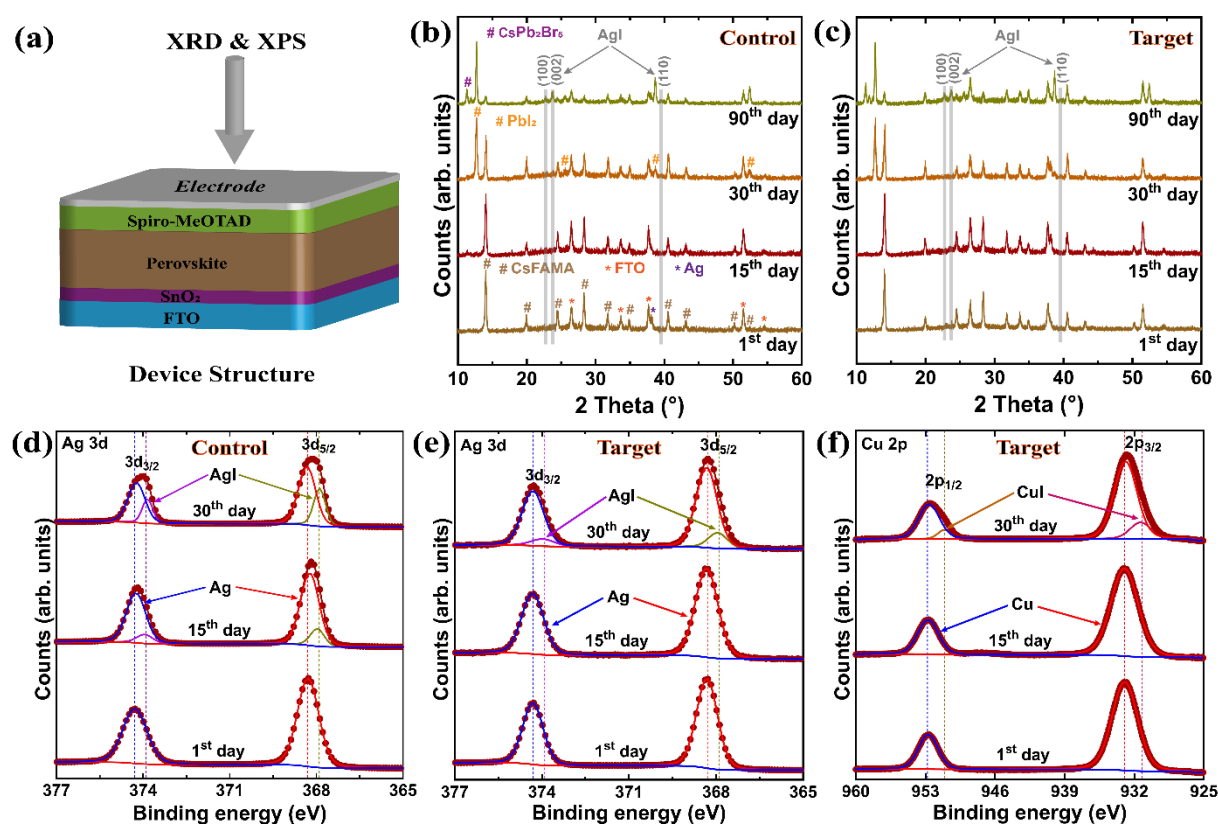 (a)
XRD & XPS
Electrode
Spiro-MeOTAD
Perovskite
SnO₂
FTO
Device Structure
(b)
# CsPb₂Br₅
AgI
Control
#
(100)
(002)
(110)
90th day
#
# PbI₂
#
#
#
30th day
15th day
# CsFAMA
* FTO
* Ag
#
#
#
*
#
#
*
#
*
*
#
#
#
*
#
*
1st day
Counts (arb. units)
10 20 30 40 50 60
2 Theta (°)
(c)
AgI
Target
(100)
(002)
(110)
90th day
30th day
15th day
1st day
Counts (arb. units)
10 20 30 40 50 60
2 Theta (°)
(d)
Ag 3d
Control
3d3/2
3d5/2
AgI
30th day
Ag
15th day
1st day
Counts (arb. units)
377 374 371 368 365
Binding energy (eV)
(e)
Ag 3d
Target
3d3/2
3d5/2
AgI
30th day
Ag
15th day
1st day
Counts (arb. units)
377 374 371 368 365
Binding energy (eV)
(f)
Cu 2p
Target
2p1/2
2p3/2
CuI
30th day
Cu
15th day
1st day
Counts (arb. units)
960 953 946 939 932 925
Binding energy (eV)